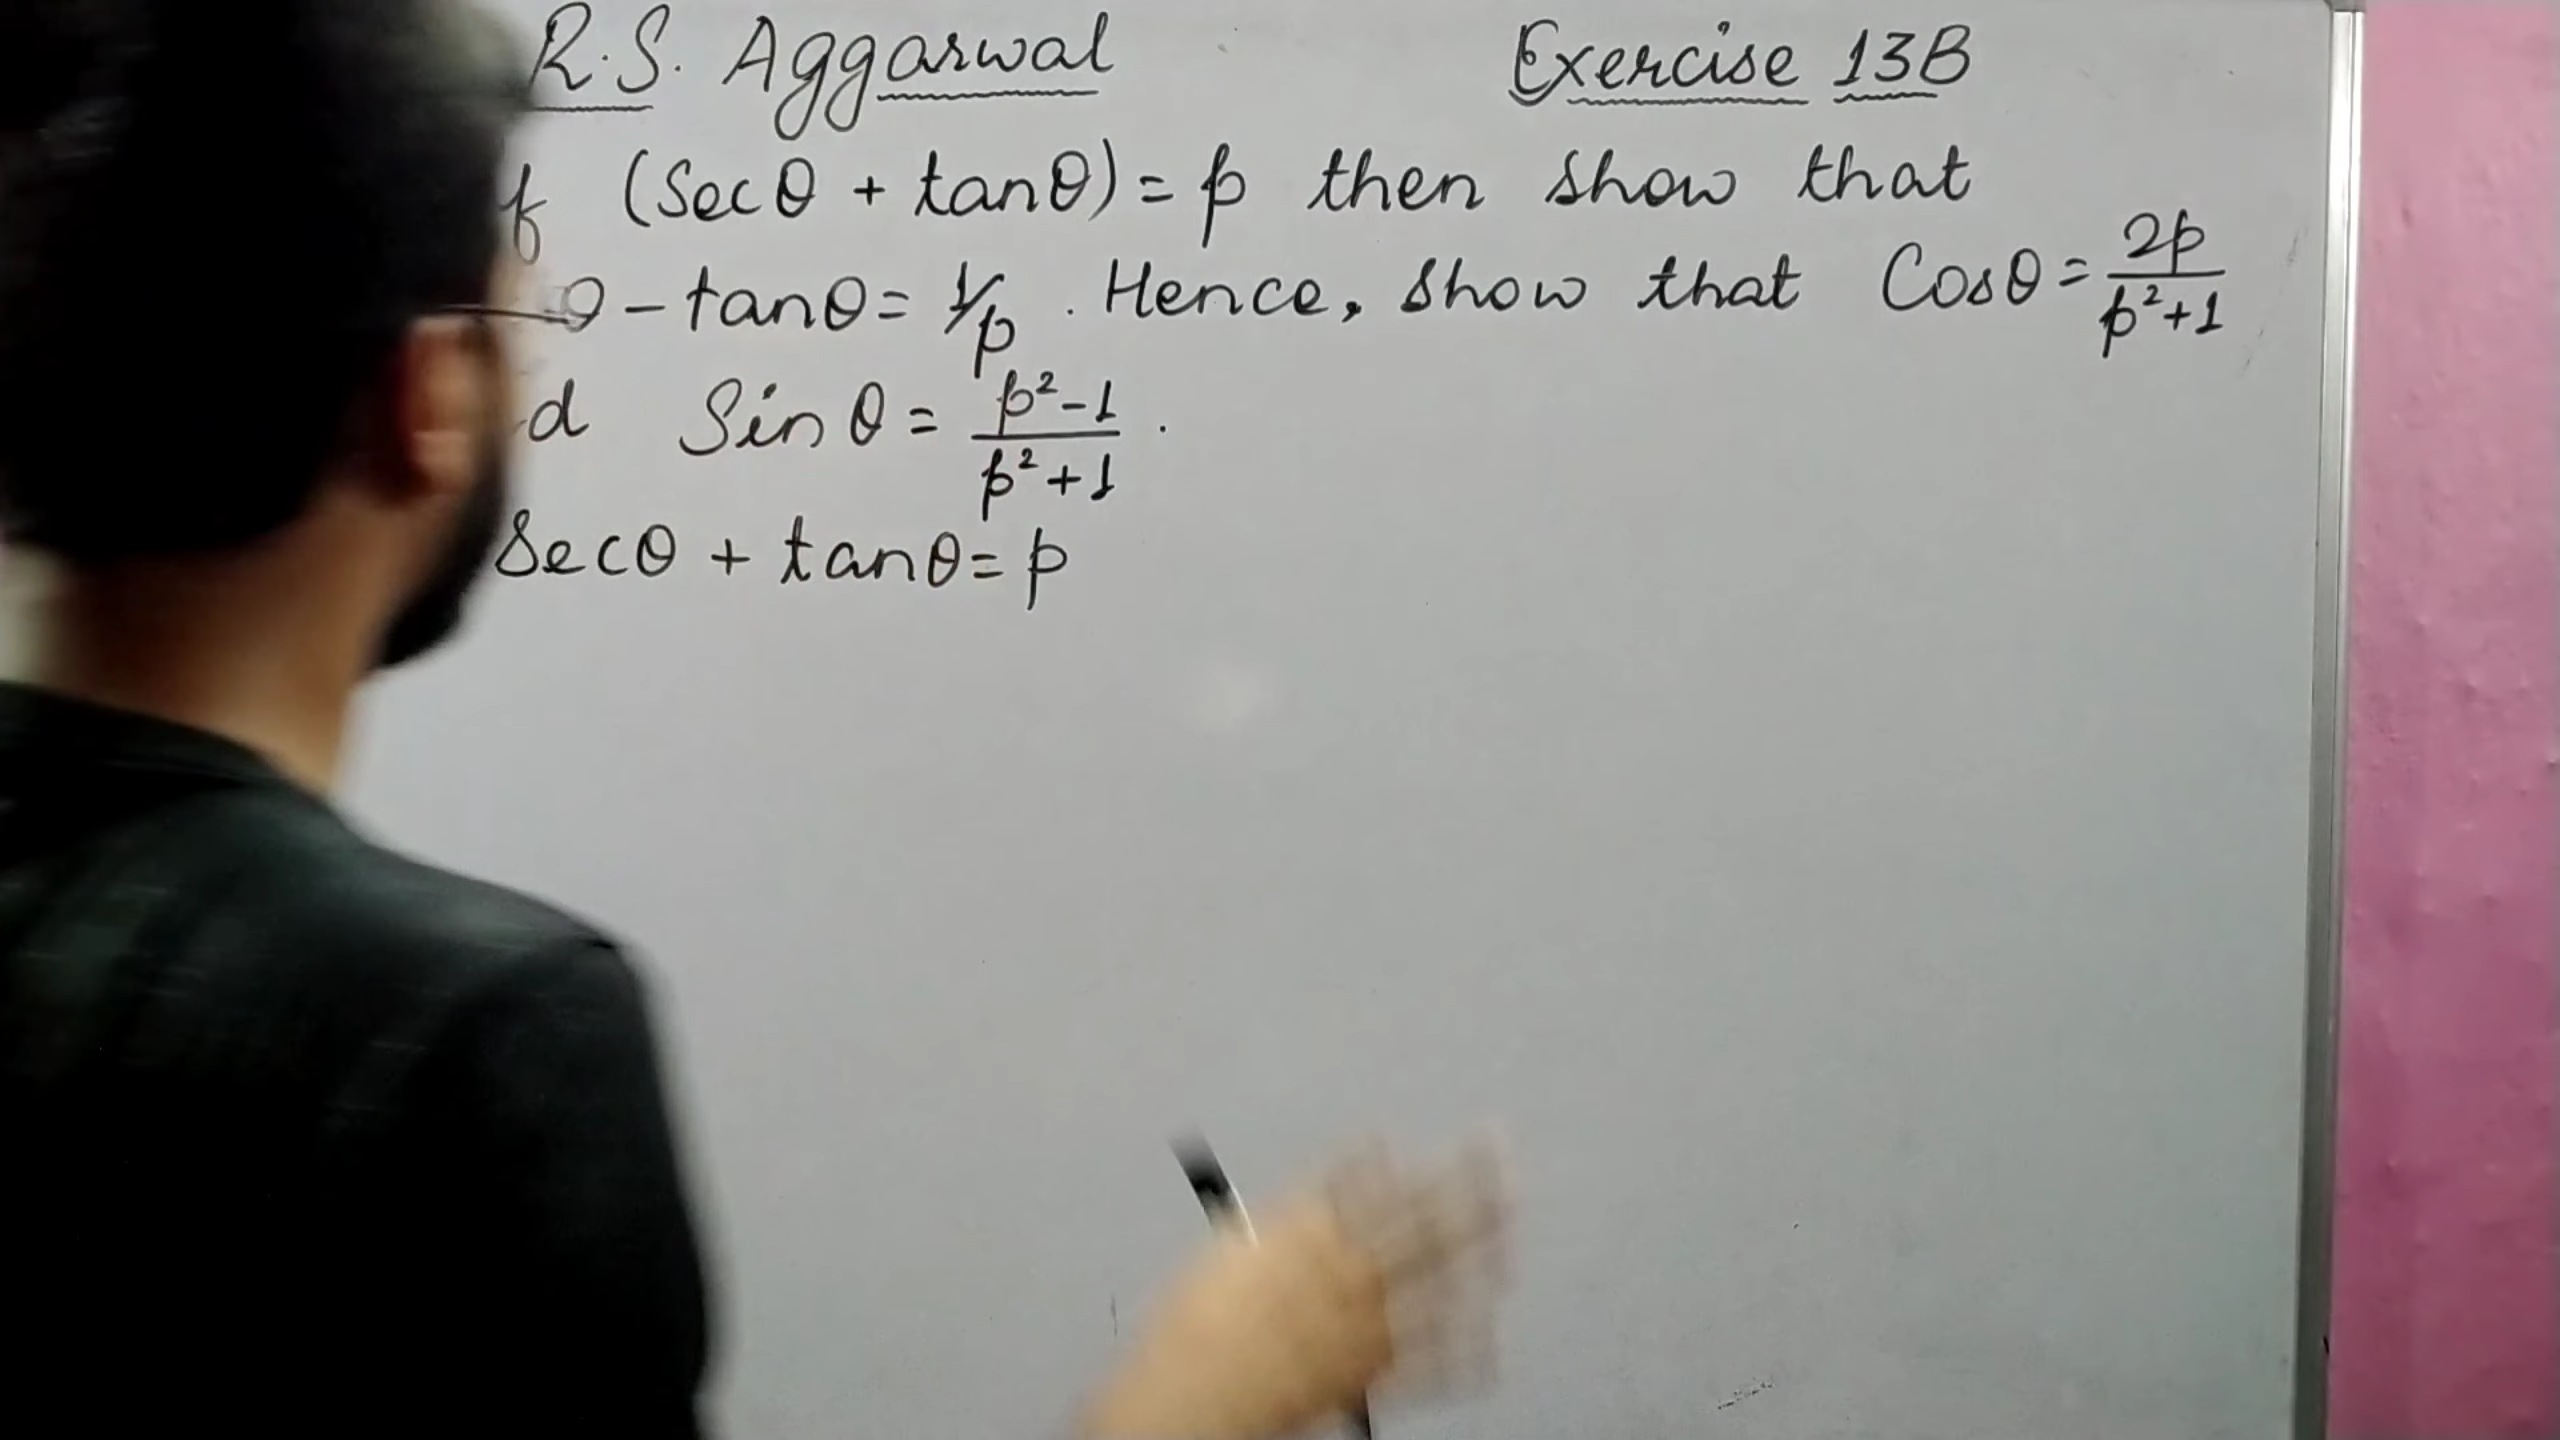 R.S. Aggarwal Exercise 13B
f (Secθ + tanθ) = p then show that
θ - tanθ = 1/p . Hence, show that Cosθ = 2p/p²+1
d Sin θ = p²-1/p²+1 .
Secθ + tanθ = p